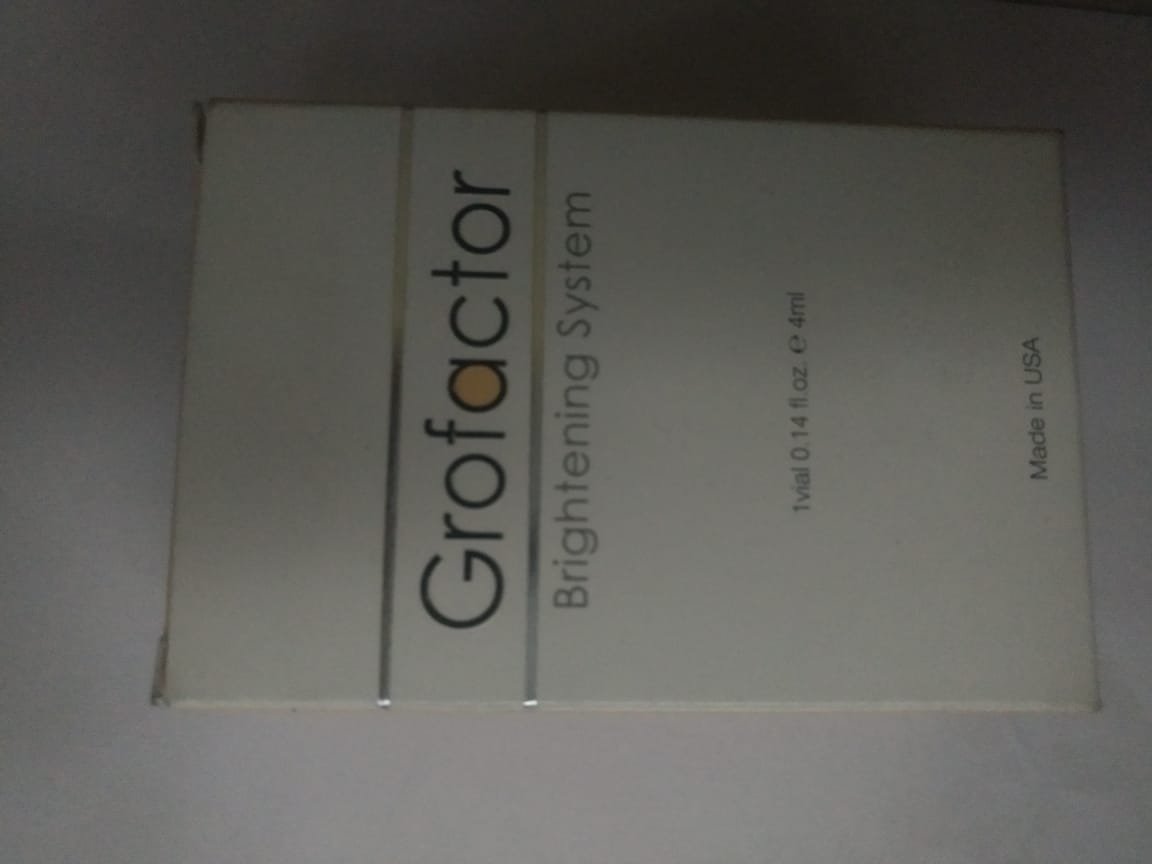 Grofactor
Brightening System
1vial 0.14 fl.oz. e 4ml
Made in USA